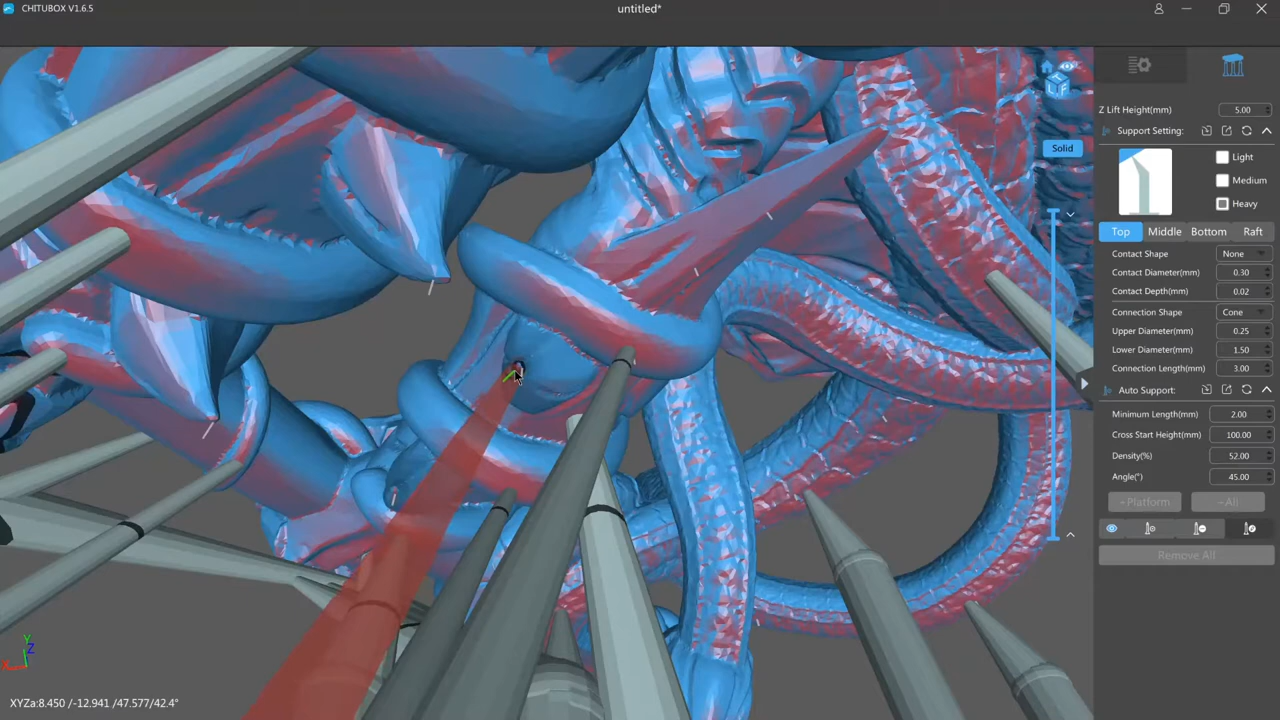 CHITUBOX V1.6.5
untitled*
Z Lift Height(mm) 5.00
Support Setting:
Light
Medium
Heavy
Top Middle Bottom Raft
Contact Shape None
Contact Diameter(mm) 0.30
Contact Depth(mm) 0.02
Connection Shape Cone
Upper Diameter(mm) 0.25
Lower Diameter(mm) 1.50
Connection Length(mm) 3.00
Auto Support:
Minimum Length(mm) 2.00
Cross Start Height(mm) 100.00
Density(%) 52.00
Angle(°) 45.00
+Platform +All
Remove All
Solid
L F
Y
Z
X
XYZa:8.450 /-12.941 /47.577/42.4°